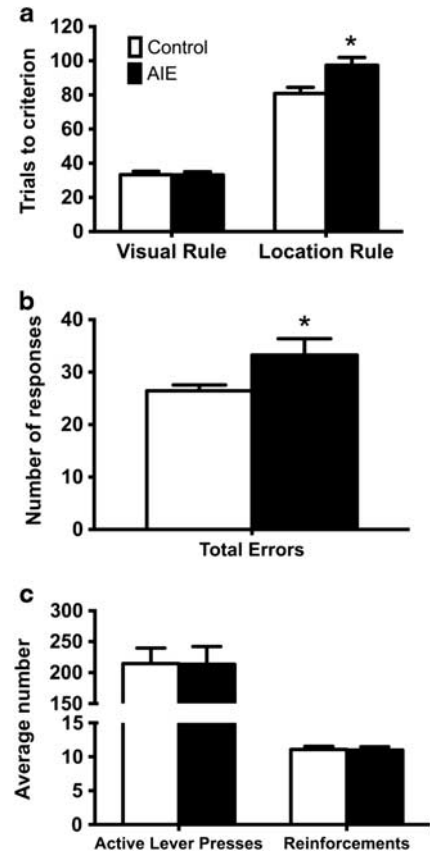 a
120
100
80
60
40
20
0
Trials to criterion
Control
AIE
*
Visual Rule Location Rule
b
40
30
20
10
0
Number of responses
*
Total Errors
c
300
250
200
150
15
10
5
0
Average number
Active Lever Presses Reinforcements